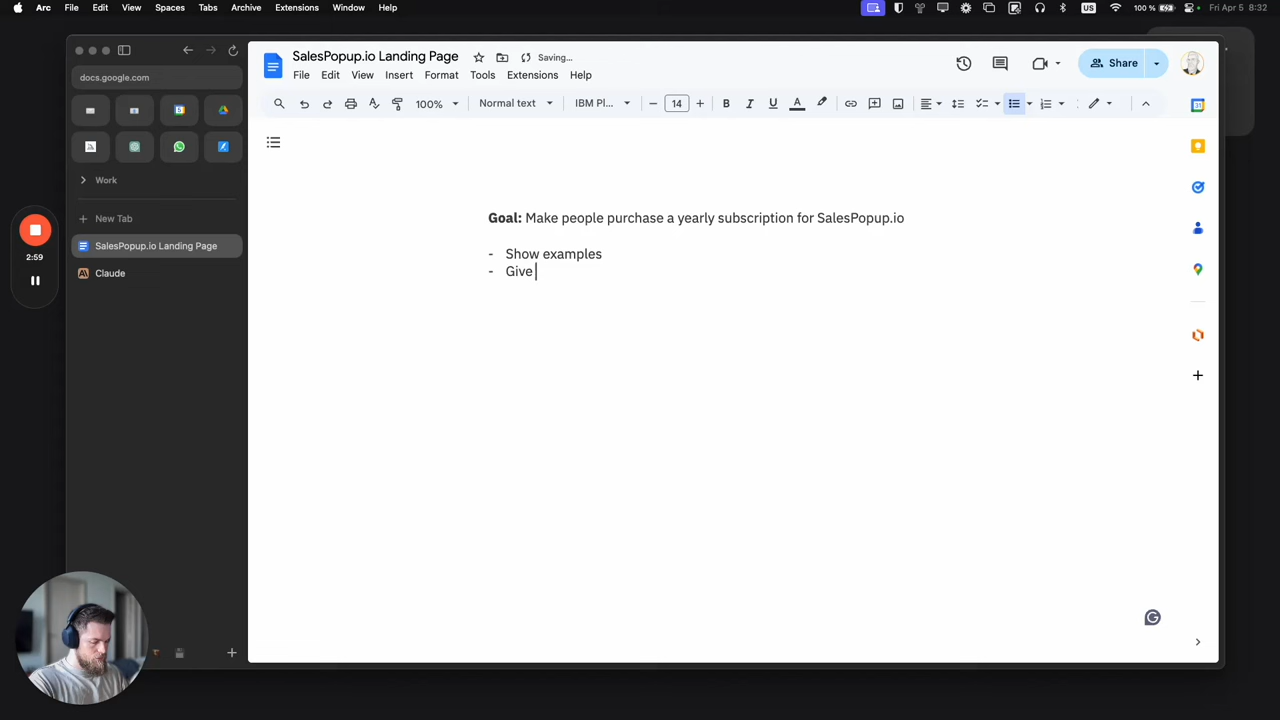 Arc File Edit View Spaces Tabs Archive Extensions Window Help US 100 % Fri Apr 5 8:32
SalesPopup.io Landing Page Saving...
docs.google.com
File Edit View Insert Format Tools Extensions Help
Share
100% Normal text IBM Pl... 14 B I U A
31
Work
New Tab
SalesPopup.io Landing Page
Claude
2:59
Goal: Make people purchase a yearly subscription for SalesPopup.io
- Show examples
- Give